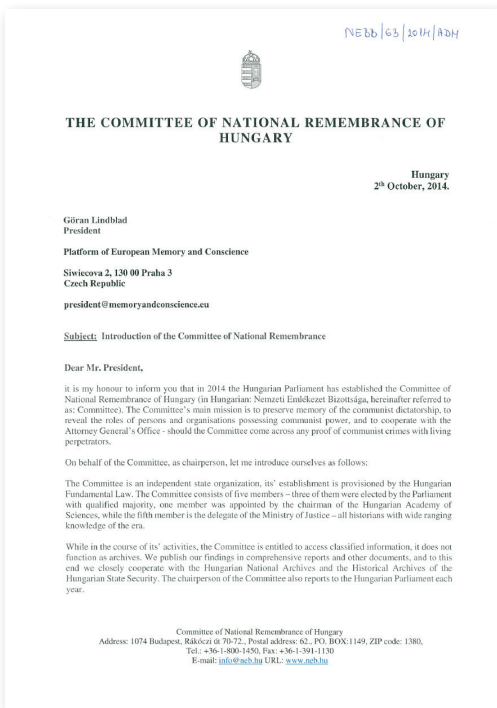 NEBB/63/2014/ADM
THE COMMITTEE OF NATIONAL REMEMBRANCE OF
HUNGARY
Hungary
2th October, 2014.
Göran Lindblad
President
Platform of European Memory and Conscience
Siwiecova 2, 130 00 Praha 3
Czech Republic
president@memoryandconscience.eu
Subject: Introduction of the Committee of National Remembrance
Dear Mr. President,
it is my honour to inform you that in 2014 the Hungarian Parliament has established the Committee of
National Remembrance of Hungary (in Hungarian: Nemzeti Emlékezet Bizottsága, hereinafter referred to
as: Committee). The Committee's main mission is to preserve memory of the communist dictatorship, to
reveal the roles of persons and organisations possessing communist power, and to cooperate with the
Attorney General's Office - should the Committee come across any proof of communist crimes with living
perpetrators.
On behalf of the Committee, as chairperson, let me introduce ourselves as follows:
The Committee is an independent state organization, its' establishment is provisioned by the Hungarian
Fundamental Law. The Committee consists of five members – three of them were elected by the Parliament
with qualified majority, one member was appointed by the chairman of the Hungarian Academy of
Sciences, while the fifth member is the delegate of the Ministry of Justice – all historians with wide ranging
knowledge of the era.
While in the course of its' activities, the Committee is entitled to access classified information, it does not
function as archives. We publish our findings in comprehensive reports and other documents, and to this
end we closely cooperate with the Hungarian National Archives and the Historical Archives of the
Hungarian State Security. The chairperson of the Committee also reports to the Hungarian Parliament each
year.
Committee of National Remembrance of Hungary
Address: 1074 Budapest, Rákóczi út 70-72., Postal address: 62., PO. BOX:1149, ZIP code: 1380,
Tel.: +36-1-800-1450, Fax: +36-1-391-1130
E-mail: info@neb.hu URL: www.neb.hu